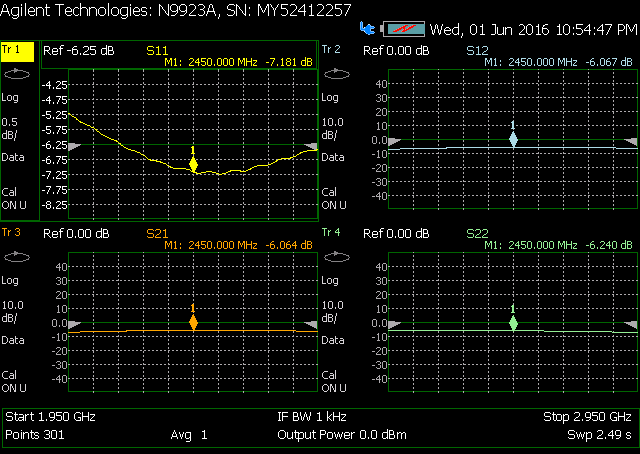 Agilent Technologies: N9923A, SN: MY52412257
Wed, 01 Jun 2016 10:54:47 PM
Tr 1
Ref -6.25 dB S11
M1: 2450.000 MHz -7.181 dB
Log
0.5
dB/
Data
Cal
ON U
-4.25
-4.75
-5.25
-5.75
-6.25
-6.75
-7.25
-7.75
-8.25
1
Tr 2
Ref 0.00 dB S12
M1: 2450.000 MHz -6.067 dB
Log
10.0
dB/
Data
Cal
ON U
40
30
20
10
0.0
-10
-20
-30
-40
1
Tr 3
Ref 0.00 dB S21
M1: 2450.000 MHz -6.064 dB
Log
10.0
dB/
Data
Cal
ON U
40
30
20
10
0.0
-10
-20
-30
-40
1
Tr 4
Ref 0.00 dB S22
M1: 2450.000 MHz -6.240 dB
Log
10.0
dB/
Data
Cal
ON U
40
30
20
10
0.0
-10
-20
-30
-40
1
Start 1.950 GHz IF BW 1 kHz Stop 2.950 GHz
Points 301 Avg 1 Output Power 0.0 dBm Swp 2.49 s